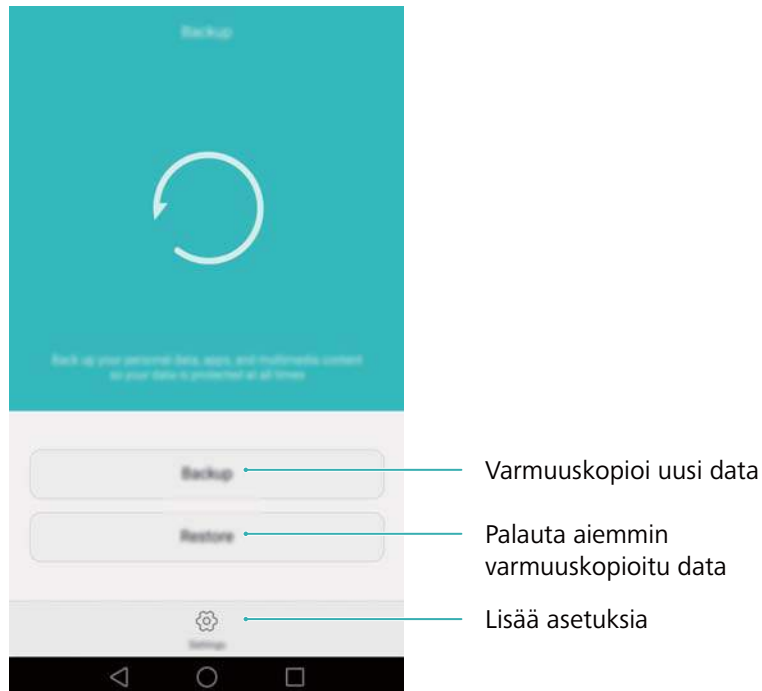 Backup
Back up your personal data, apps, and multimedia content
so your data is protected at all times
Backup
Varmuuskopioi uusi data
Restore
Palauta aiemmin
varmuuskopioitu data
Lisää asetuksia
Settings